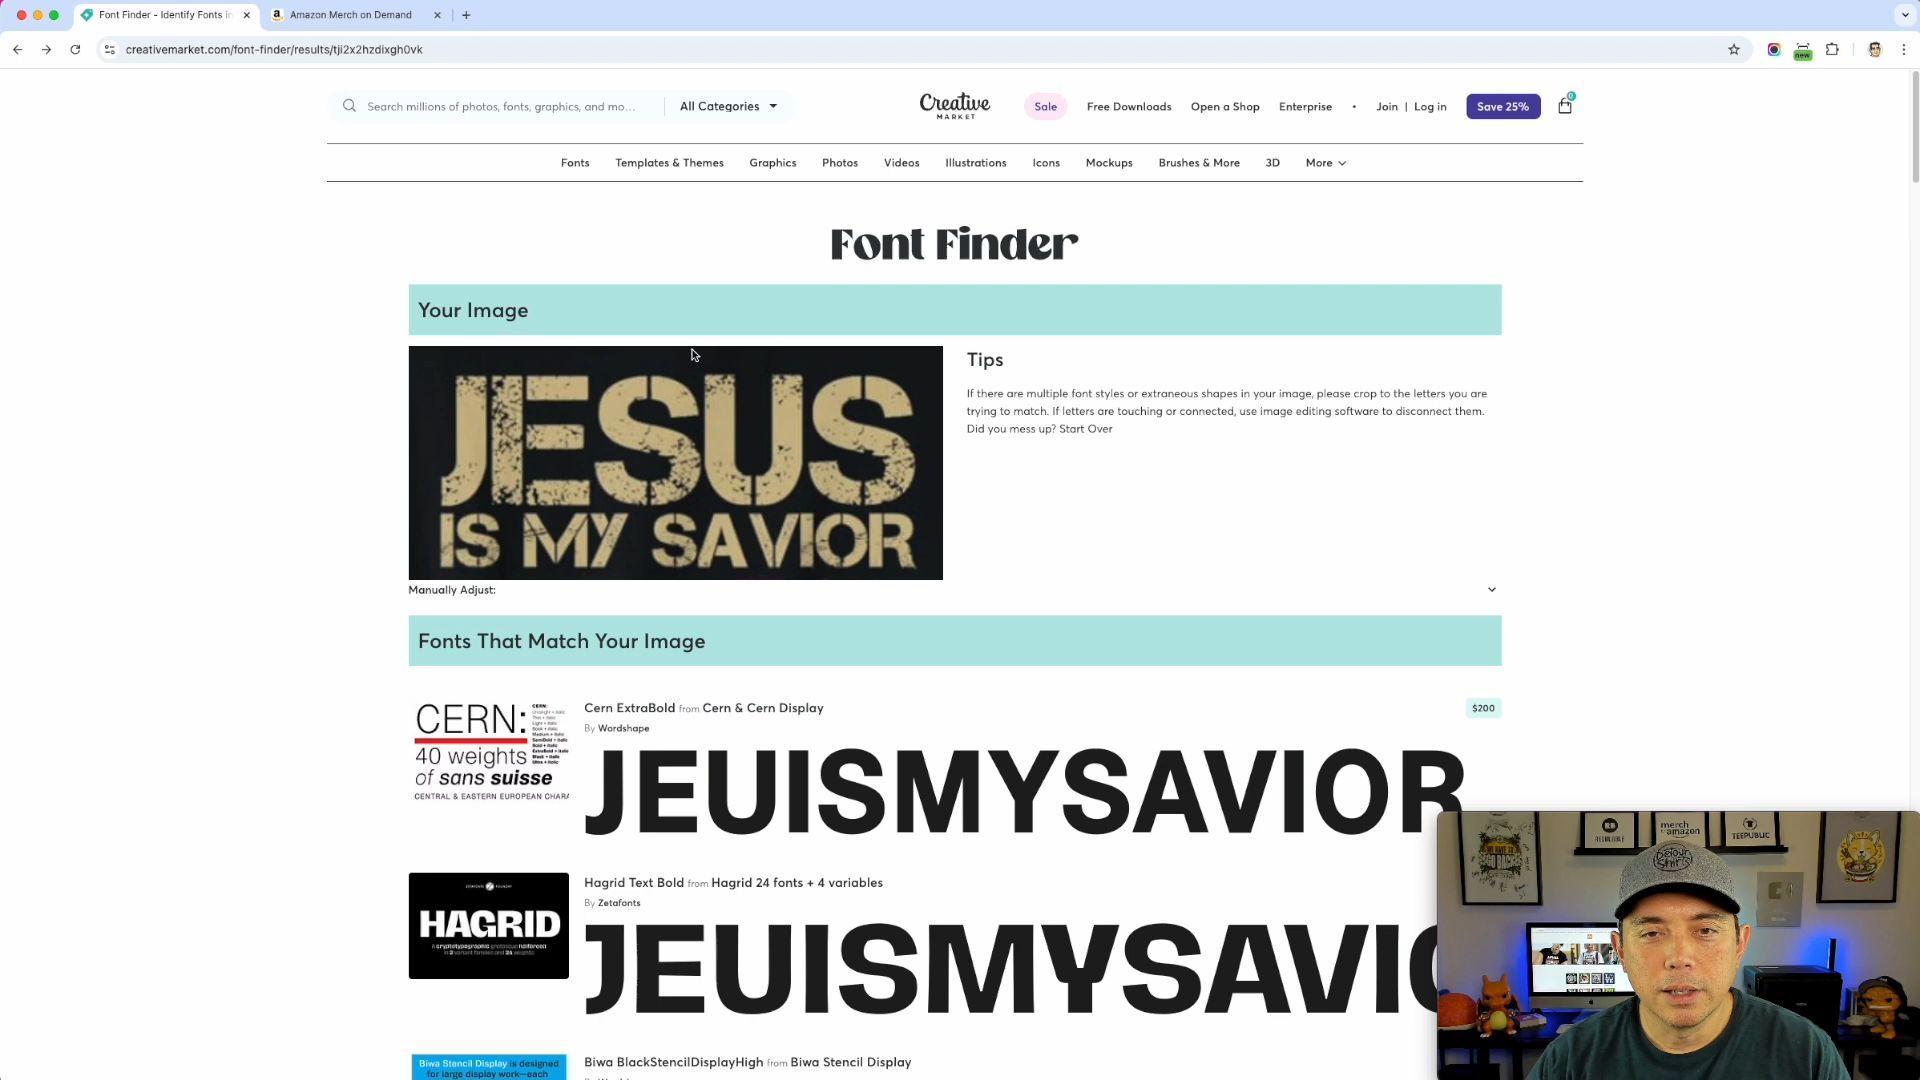 Font Finder - Identify Fonts in
Amazon Merch on Demand
creativemarket.com/font-finder/results/tji2x2hzdixgh0vk
new
Search millions of photos, fonts, graphics, and mo...
All Categories
Creative
MARKET
Sale
Free Downloads
Open a Shop
Enterprise
•
Join | Log in
Save 25%
0
Fonts
Templates & Themes
Graphics
Photos
Videos
Illustrations
Icons
Mockups
Brushes & More
3D
More
Font Finder
Your Image
JESUS
IS MY SAVIOR
Tips
If there are multiple font styles or extraneous shapes in your image, please crop to the letters you are
trying to match. If letters are touching or connected, use image editing software to disconnect them.
Did you mess up? Start Over
Manually Adjust:
Fonts That Match Your Image
CERN:
40 weights
of sans suisse
CENTRAL & EASTERN EUROPEAN CHARA
Cern ExtraBold from Cern & Cern Display
$200
By Wordshape
JEUISMYSAVIOR
HAGRID
Hagrid Text Bold from Hagrid 24 fonts + 4 variables
By Zetafonts
JEUISMYSAVIO
Biwa Stencil Display is designed
for large display work—each
Biwa BlackStencilDisplayHigh from Biwa Stencil Display
merch
amazon
TEEPUBLIC
DETOUR
SHIRTS